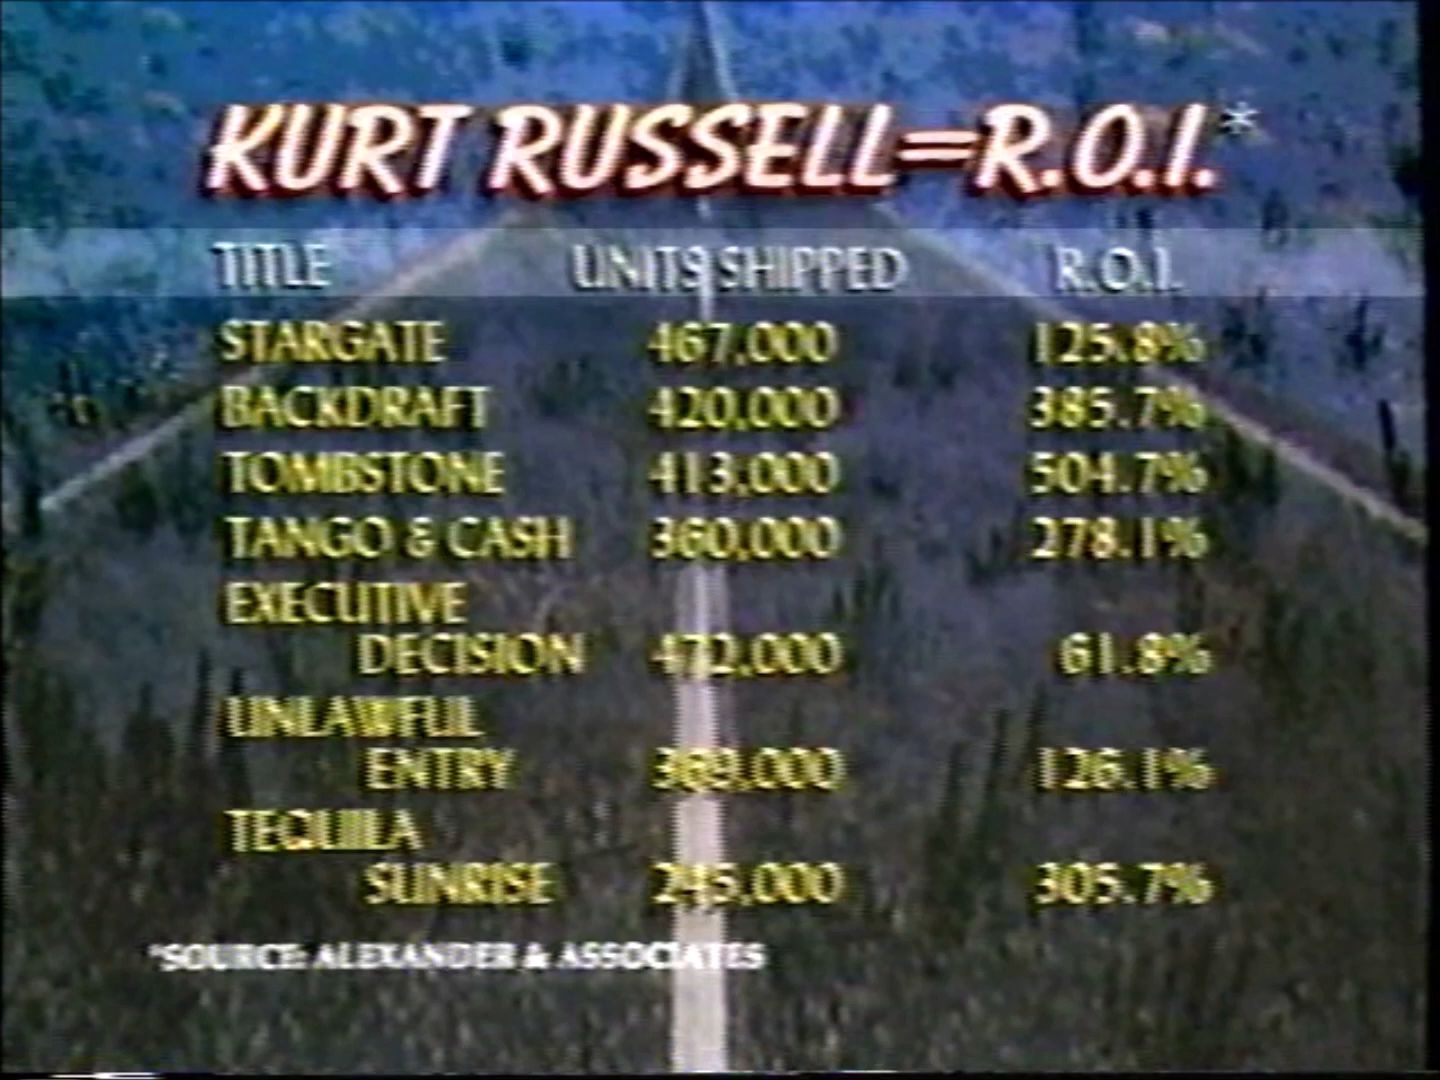 KURT RUSSELL=R.O.I.*
TITLE UNITS SHIPPED R.O.I.
STARGATE 467,000 125.8%
BACKDRAFT 420,000 385.7%
TOMBSTONE 413,000 504.7%
TANGO & CASH 360,000 278.1%
EXECUTIVE
DECISION 472,000 61.8%
UNLAWFUL
ENTRY 369,000 126.1%
TEQUILA
SUNRISE 305.7%
*SOURCE: ALEXANDER & ASSOCIATES